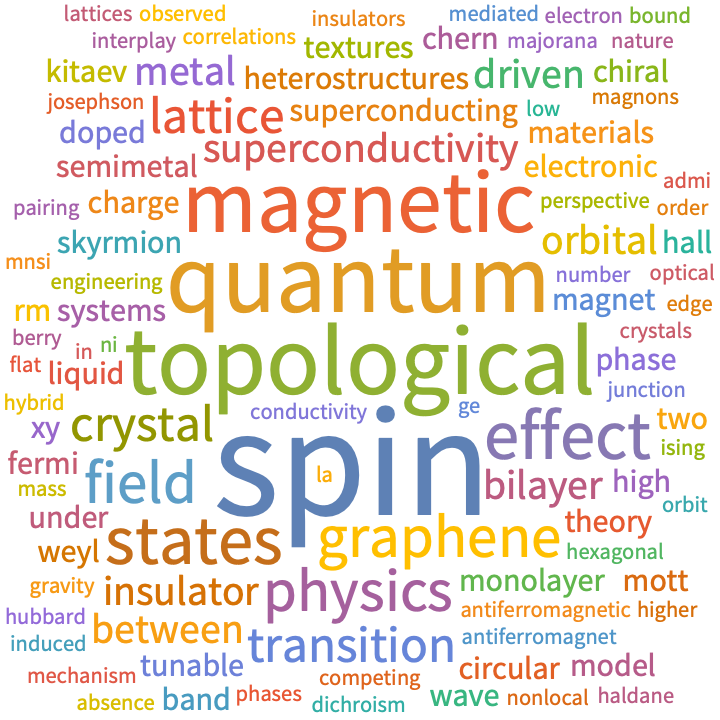 lattices observed insulators mediated electron bound
interplay correlations textures chern majorana nature
kitaev metal heterostructures driven chiral
josephson lattice superconducting low magnons
doped superconductivity materials
semimetal magnetic electronic admi
pairing charge perspective order
skyrmion orbital hall
mnsi quantum number optical
engineering magnet edge
rm systems topological crystals
berry in ni phase
flat liquid junction
hybrid crystal conductivity ge effect two
xy spin ising
fermi field la bilayer high
mass orbit
under states graphene theory
weyl hexagonal
gravity insulator physics monolayer mott
hubbard between antiferromagnetic higher
induced transition antiferromagnet
mechanism tunable competing circular model
absence band phases dichroism wave nonlocal haldane